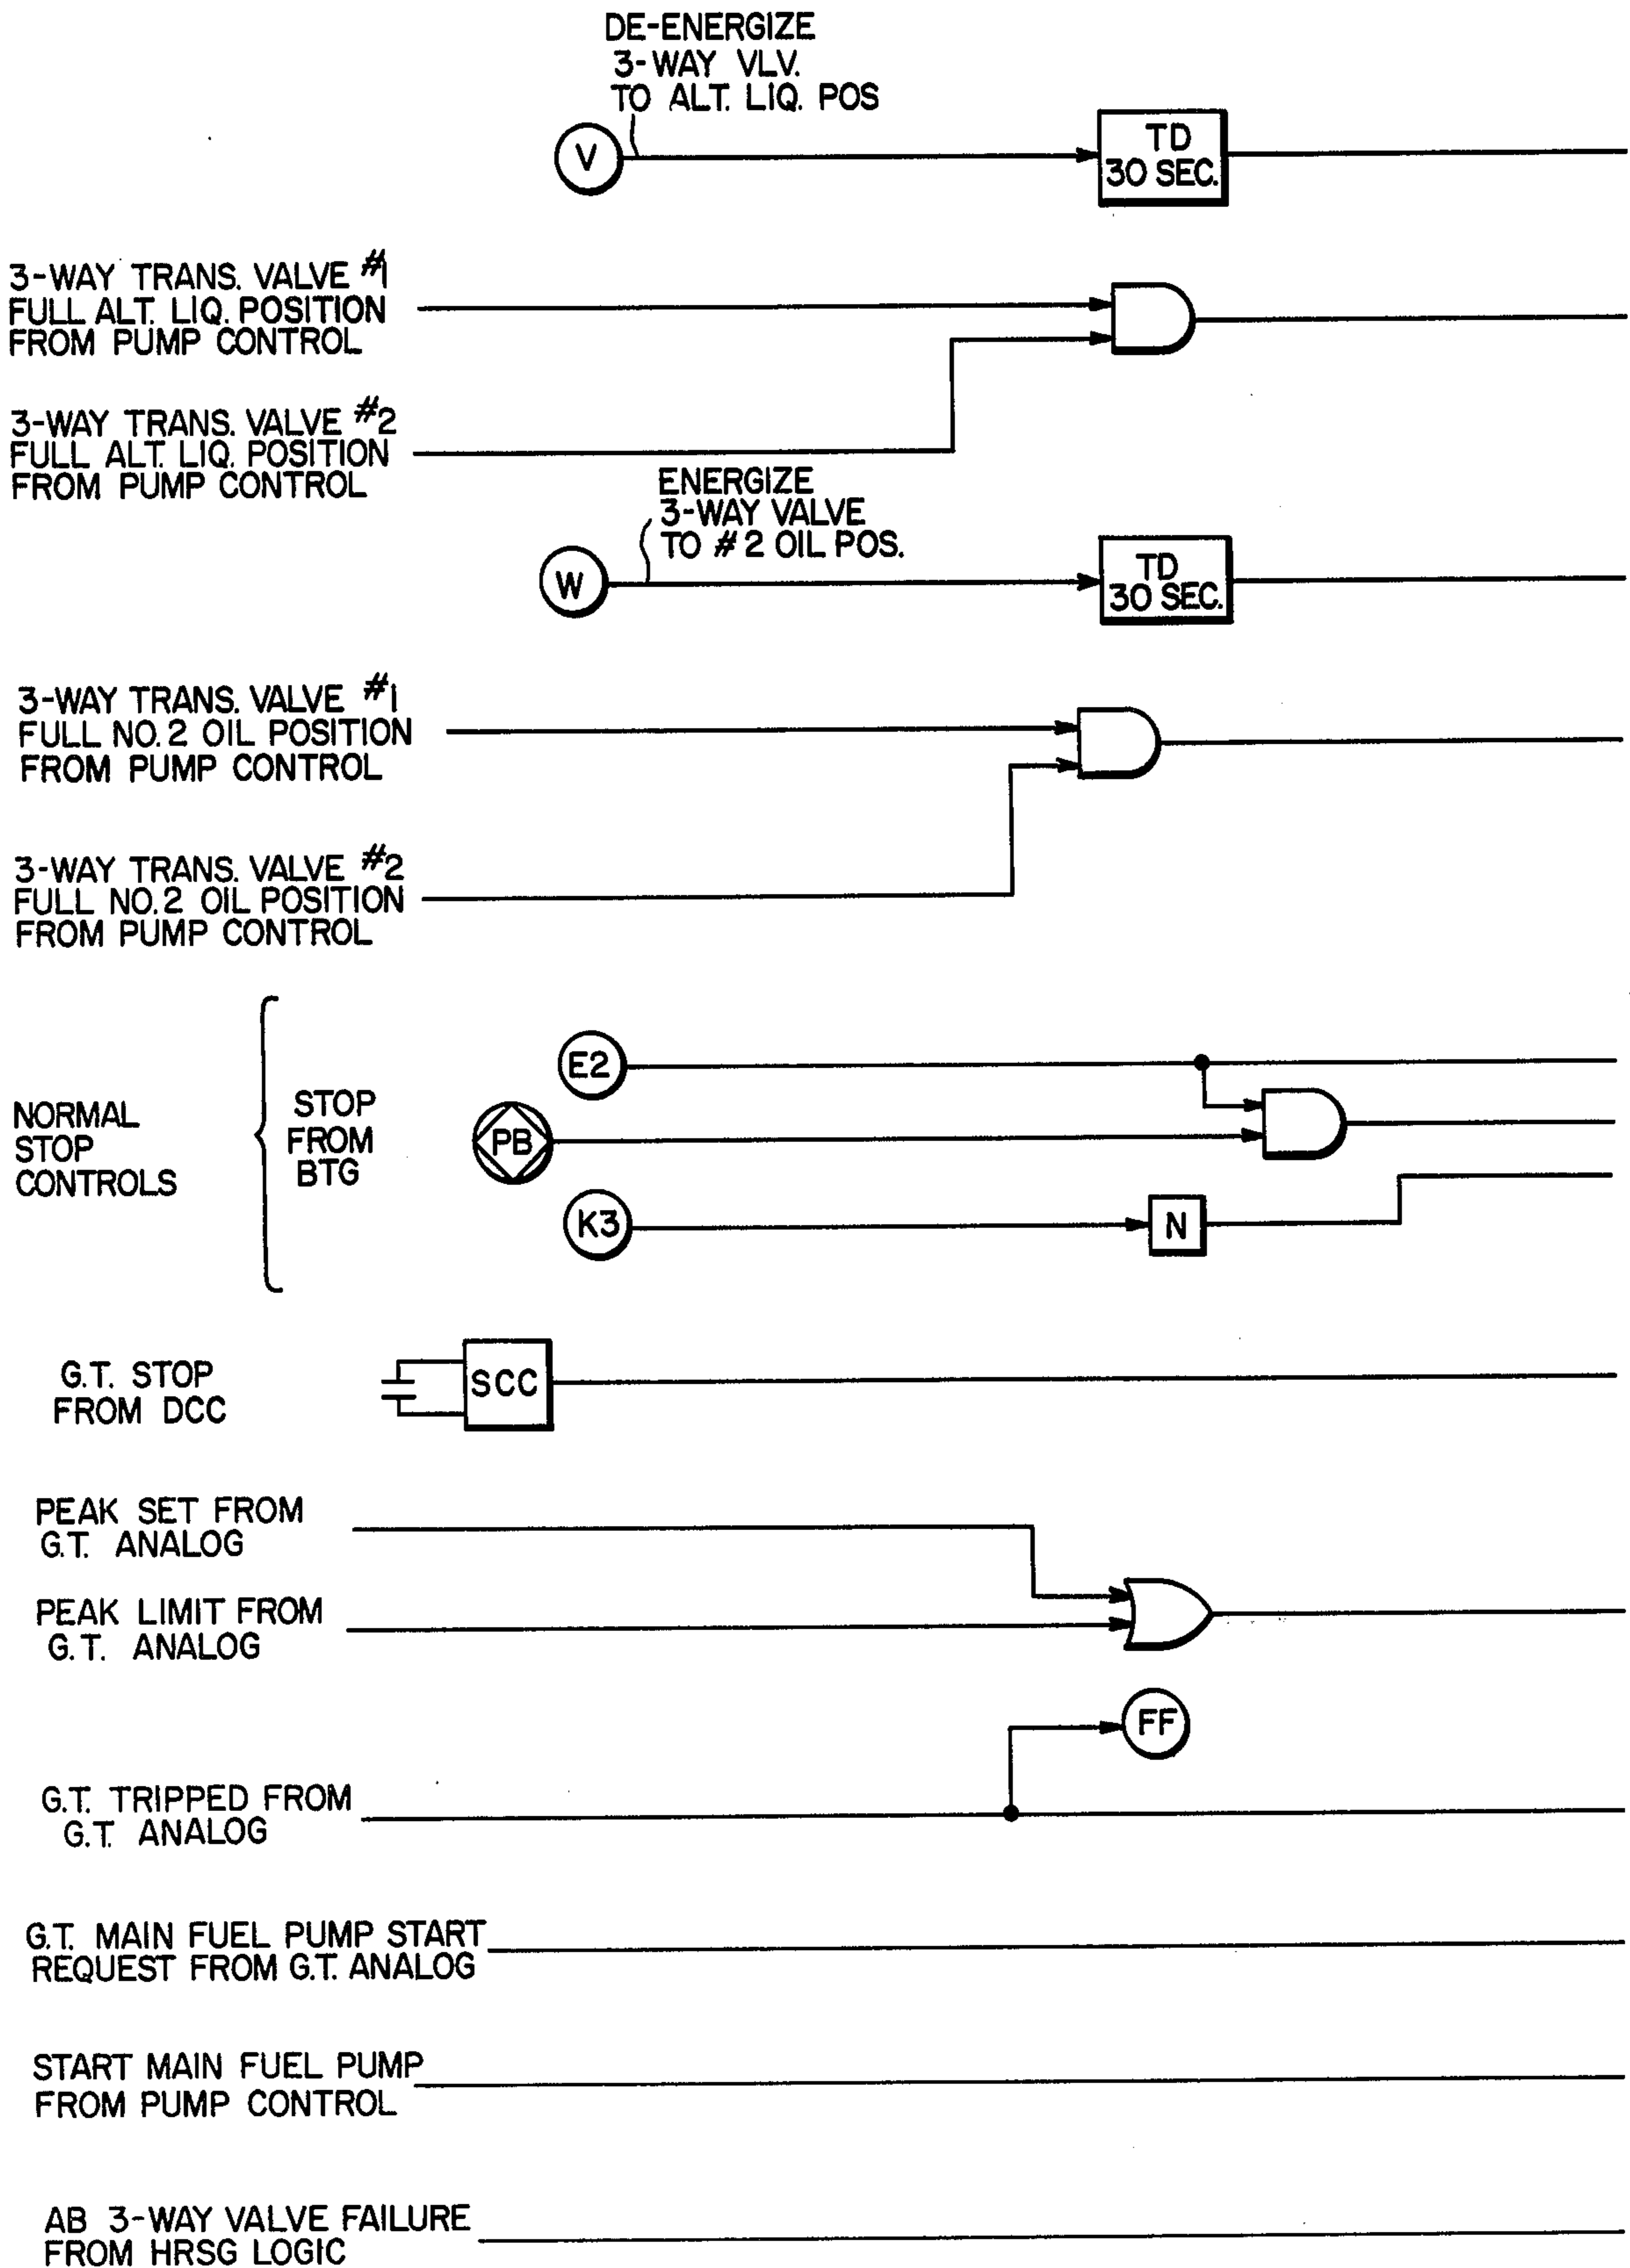 DE-ENERGIZE
3-WAY VLV.
TO ALT. LIQ. POS
V
TD
30 SEC.
3-WAY TRANS. VALVE #1
FULL ALT. LIQ. POSITION
FROM PUMP CONTROL
3-WAY TRANS. VALVE #2
FULL ALT. LIQ. POSITION
FROM PUMP CONTROL
ENERGIZE
3-WAY VALVE
TO #2 OIL POS.
W
TD
30 SEC.
3-WAY TRANS. VALVE #1
FULL NO. 2 OIL POSITION
FROM PUMP CONTROL
3-WAY TRANS. VALVE #2
FULL NO. 2 OIL POSITION
FROM PUMP CONTROL
NORMAL
STOP
CONTROLS
STOP
FROM
BTG
E2
PB
K3
N
G.T. STOP
FROM DCC
SCC
PEAK SET FROM
G.T. ANALOG
PEAK LIMIT FROM
G.T. ANALOG
FF
G.T. TRIPPED FROM
G.T. ANALOG
G.T. MAIN FUEL PUMP START
REQUEST FROM G.T. ANALOG
START MAIN FUEL PUMP
FROM PUMP CONTROL
AB 3-WAY VALVE FAILURE
FROM HRSG LOGIC